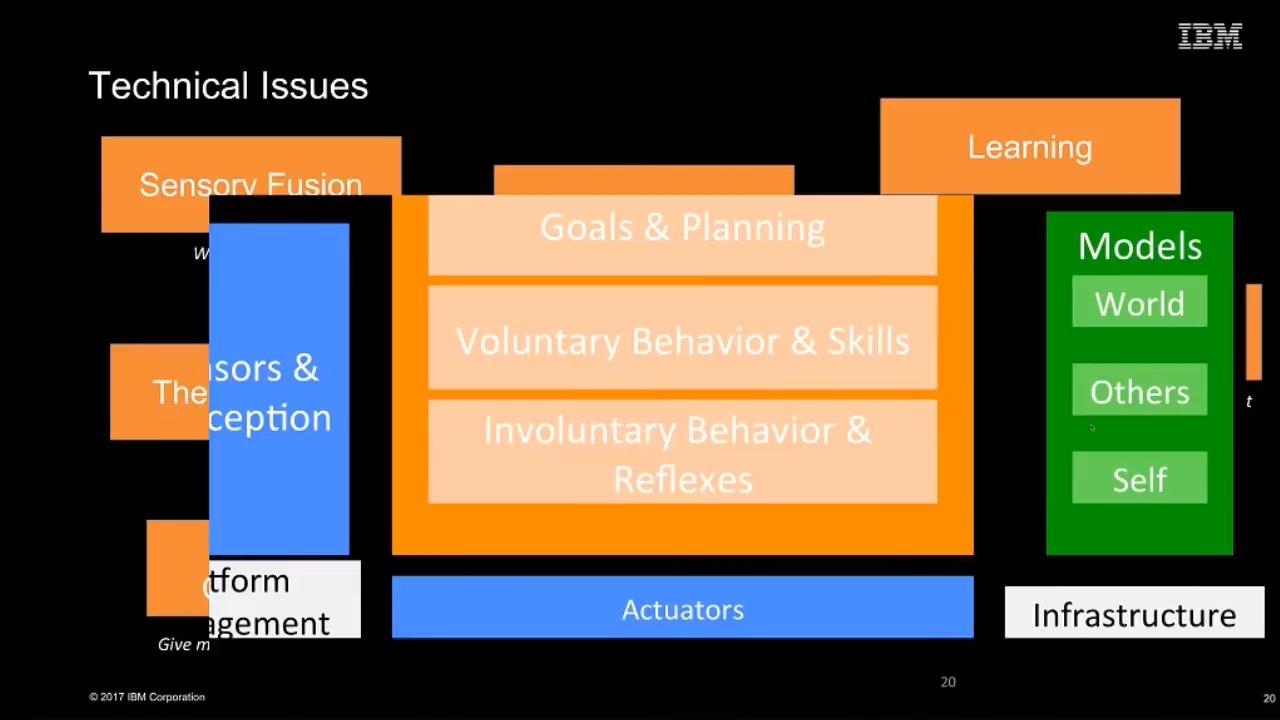 IBM
Technical Issues
Learning
Sensory Fusion
Goals & Planning
Models
World
Voluntary Behavior & Skills
sors &
ception
The
Others
Involuntary Behavior &
Reflexes
Self
tform
agement
Actuators
Infrastructure
Give m
20
© 2017 IBM Corporation
20